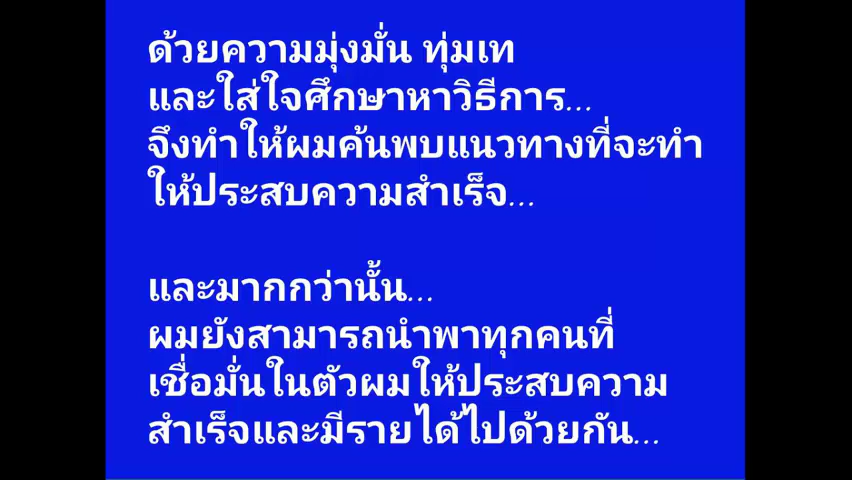 ด้วยความมุ่งมั่น ทุ่มเท
และใส่ใจศึกษาหาวิธีการ...
จึงทำให้ผมค้นพบแนวทางที่จะทำ
ให้ประสบความสำเร็จ...
และมากกว่านั้น...
ผมยังสามารถนำพาทุกคนที่
เชื่อมั่นในตัวผมให้ประสบความ
สำเร็จและมีรายได้ไปด้วยกัน...